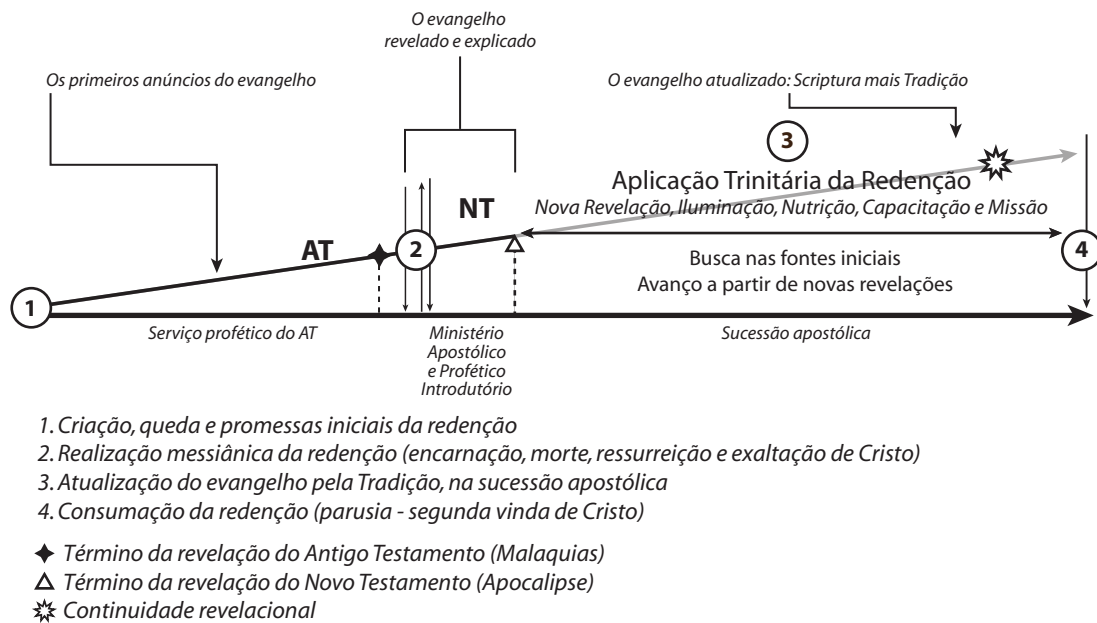 O evangelho
revelado e explicado
Os primeiros anúncios do evangelho
O evangelho atualizado: Scriptura mais Tradição
3
Aplicação Trinitária da Redenção
Nova Revelação, Iluminação, Nutrição, Capacitação e Missão
NT
AT
2
4
Busca nas fontes iniciais
Avanço a partir de novas revelações
1
Serviço profético do AT
Ministério
Apostólico
e Profético
Introdutório
Sucessão apostólica
1. Criação, queda e promessas iniciais da redenção
2. Realização messiânica da redenção (encarnação, morte, ressurreição e exaltação de Cristo)
3. Atualização do evangelho pela Tradição, na sucessão apostólica
4. Consumação da redenção (parusia - segunda vinda de Cristo)
Término da revelação do Antigo Testamento (Malaquias)
Término da revelação do Novo Testamento (Apocalipse)
Continuidade revelacional